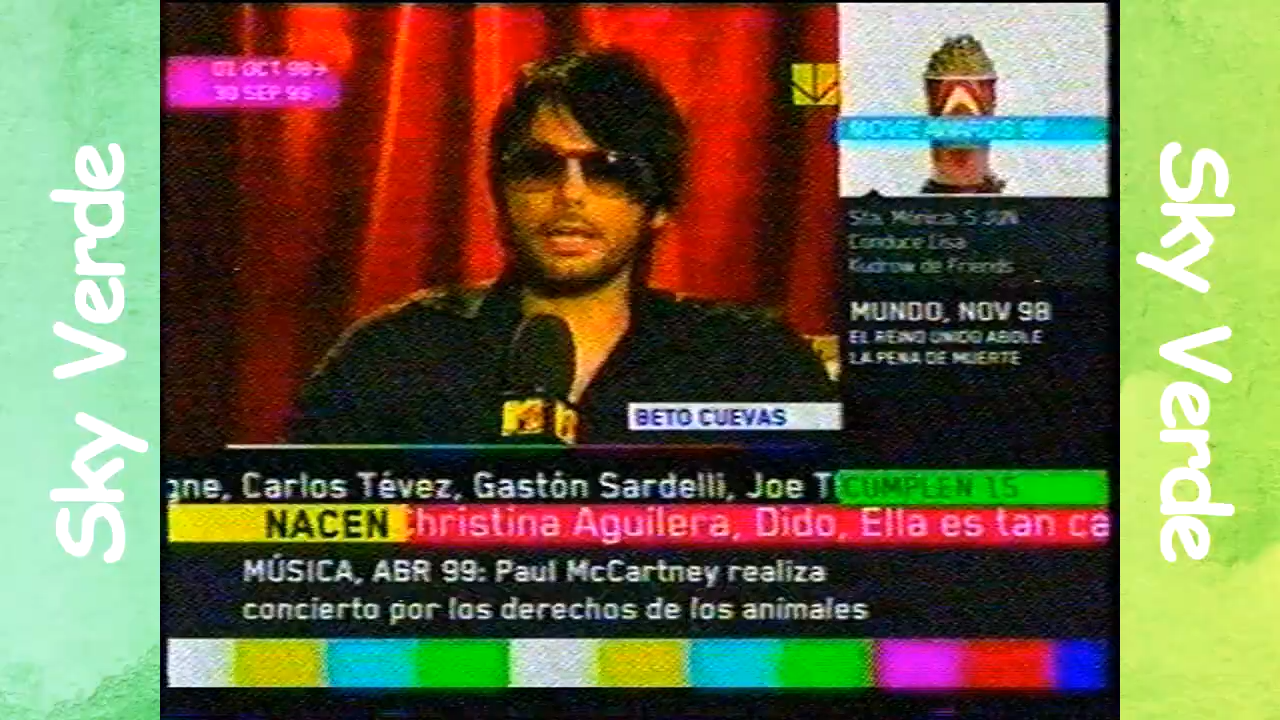 Sky Verde
01 OCT 98→
30 SEP 99
MOVIE AWARDS 99
Sta. Mónica, 5 JUN
Conduce Lisa
Kudrow de Friends
MUNDO, NOV 98
EL REINO UNIDO ABOLE
LA PENA DE MUERTE
BETO CUEVAS
gne, Carlos Tévez, Gastón Sardelli, Joe T
CUMPLEN 15
NACEN
Christina Aguilera, Dido, Ella es tan ca
MÚSICA, ABR 99: Paul McCartney realiza
concierto por los derechos de los animales
Sky Verde